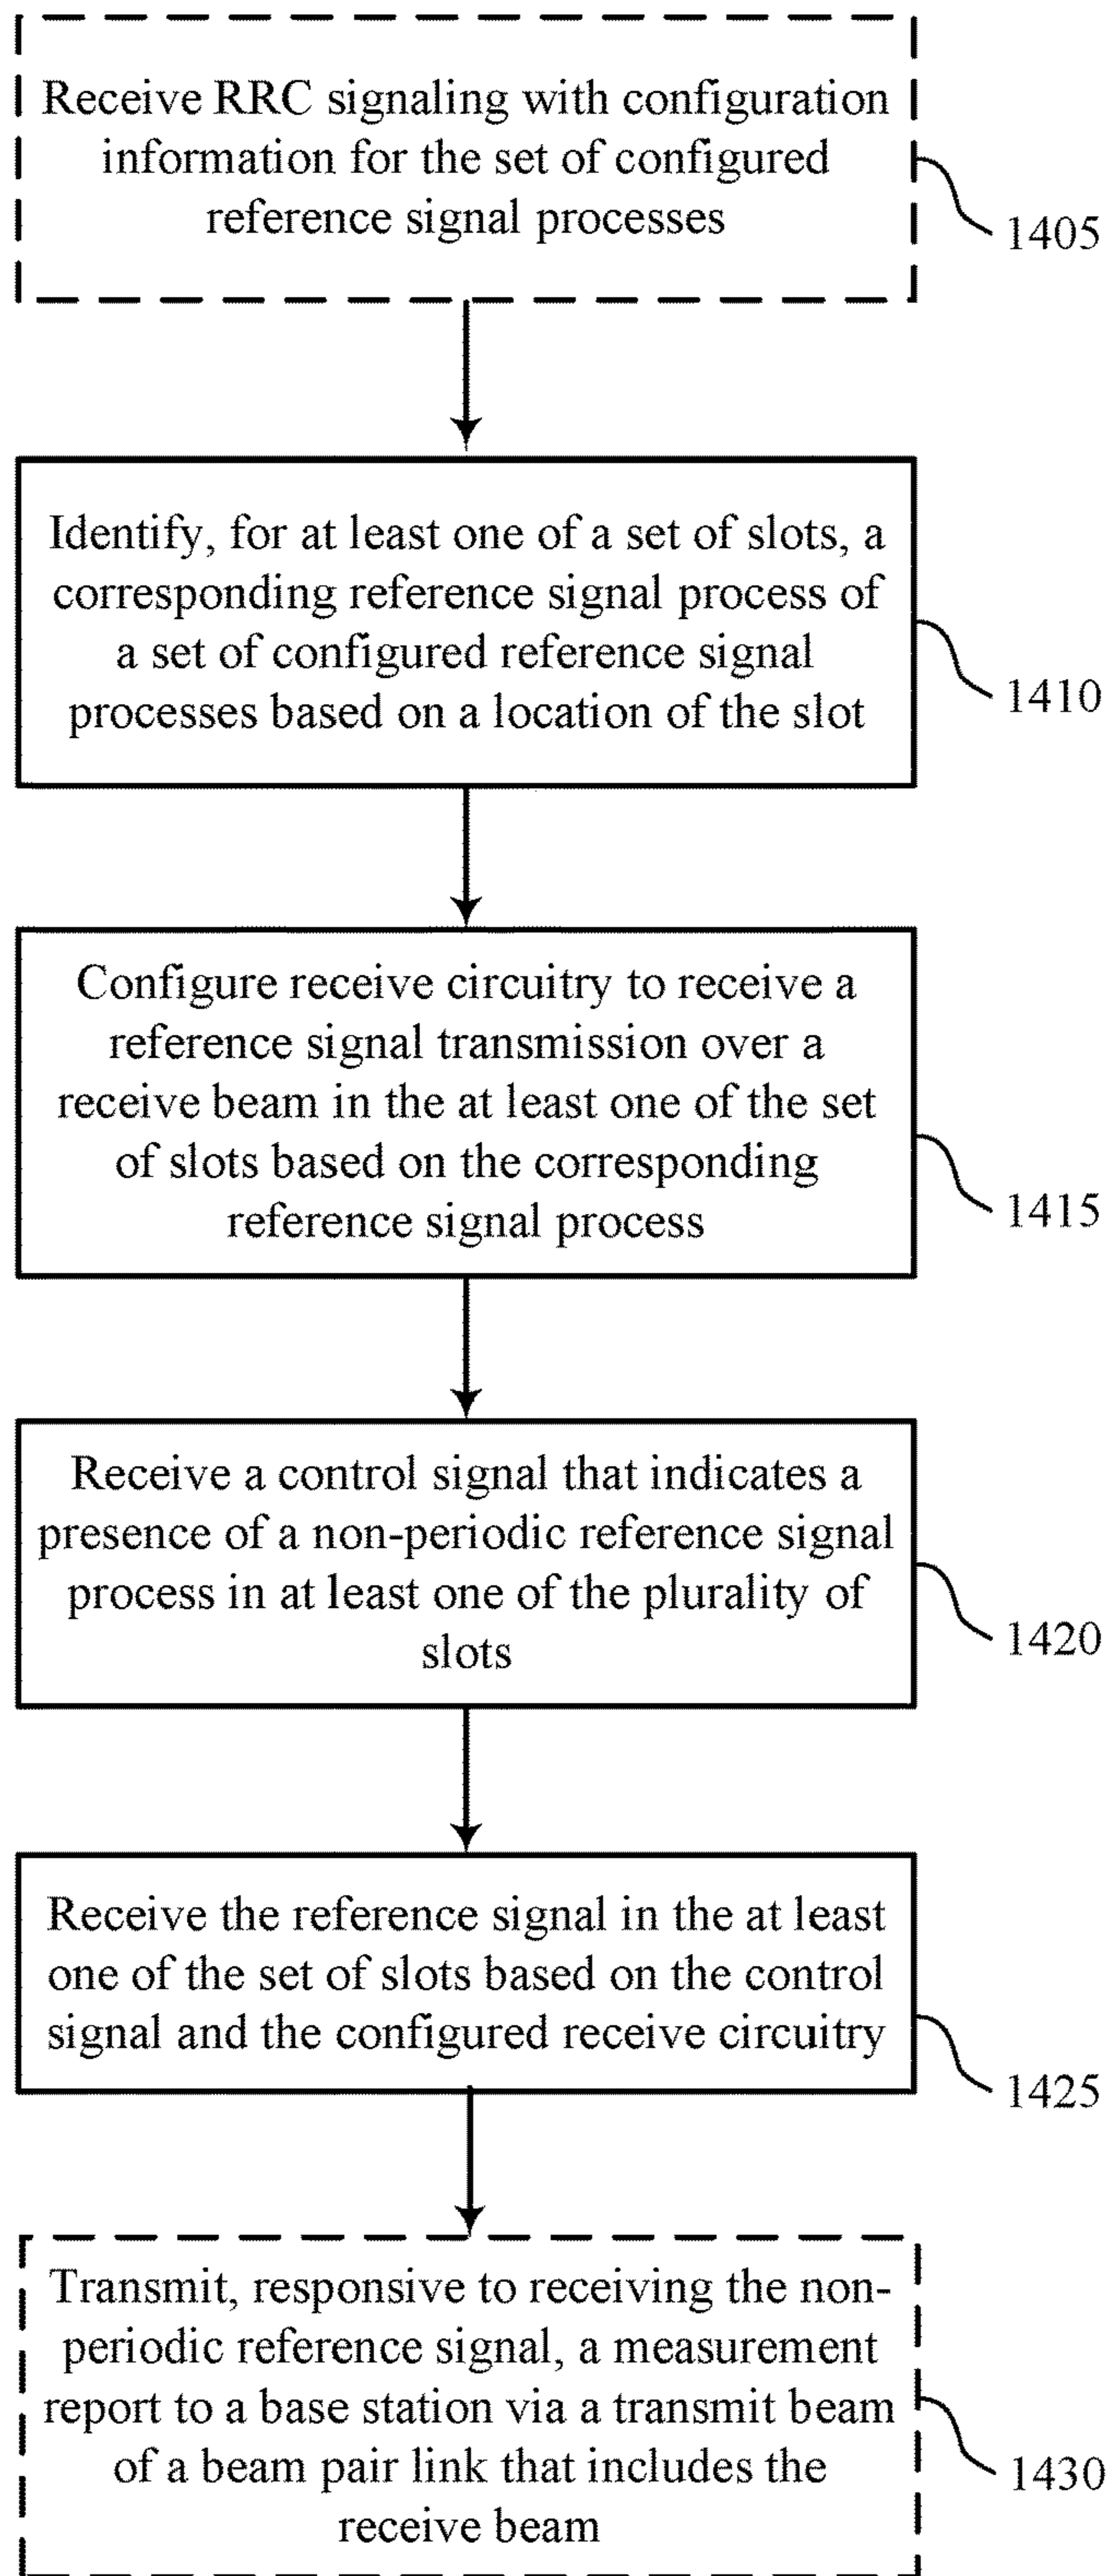 Receive RRC signaling with configuration
information for the set of configured
reference signal processes
1405
Identify, for at least one of a set of slots, a
corresponding reference signal process of
a set of configured reference signal
processes based on a location of the slot
1410
Configure receive circuitry to receive a
reference signal transmission over a
receive beam in the at least one of the set
of slots based on the corresponding
reference signal process
1415
Receive a control signal that indicates a
presence of a non-periodic reference signal
process in at least one of the plurality of
slots
1420
Receive the reference signal in the at least
one of the set of slots based on the control
signal and the configured receive circuitry
1425
Transmit, responsive to receiving the non-
periodic reference signal, a measurement
report to a base station via a transmit beam
of a beam pair link that includes the
receive beam
1430